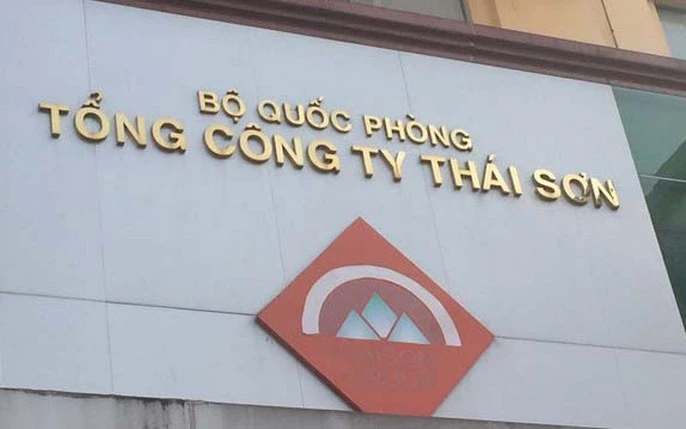 BỘ QUỐC PHÒNG
TỔNG CÔNG TY THÁI SƠN